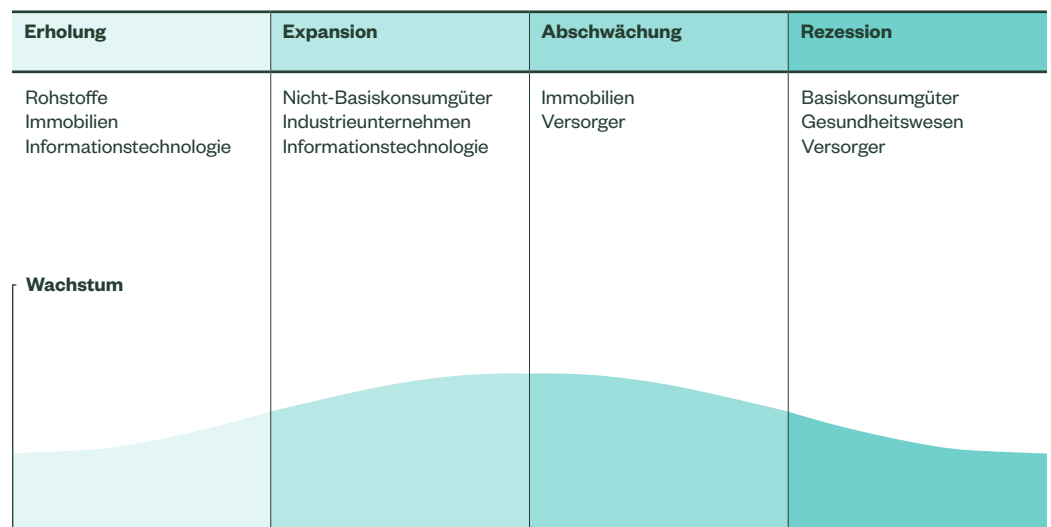 Erholung
Expansion
Abschwächung
Rezession
Rohstoffe
Immobilien
Informationstechnologie
Nicht-Basiskonsumgüter
Industrieunternehmen
Informationstechnologie
Immobilien
Versorger
Basiskonsumgüter
Gesundheitswesen
Versorger
Wachstum